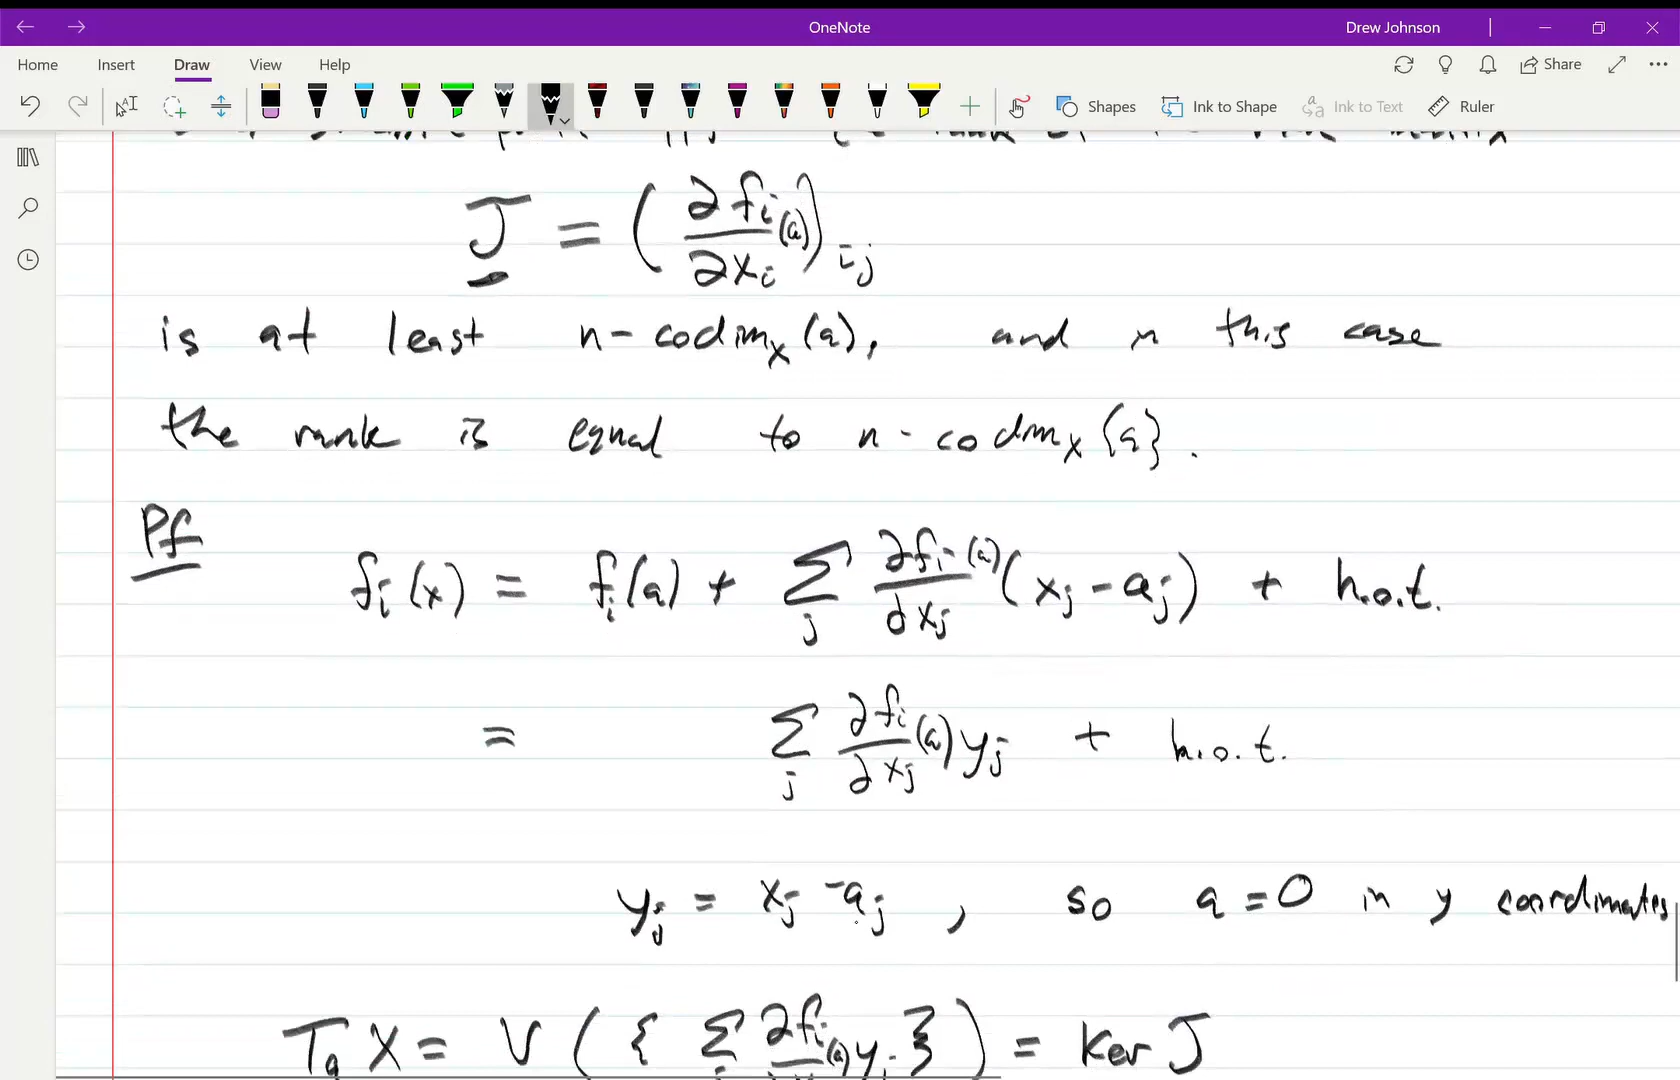 OneNote
Drew Johnson
Home Insert Draw View Help
Share
Shapes Ink to Shape Ink to Text Ruler
J = (∂fi/∂xi (a))ij
is at least n-codimX(a), and in this case
the rank is equal to n-codimX{a}.
Pf
fi(x) = fi(a) + Σj ∂fi(a)/∂xj (xj - aj) + h.o.t.
= Σj ∂fi/∂xj (a) yj + h.o.t.
yj = xj - aj, so a = 0 in y coordinates
TaX = V({ Σ ∂fi (a) yj }) = Ker J